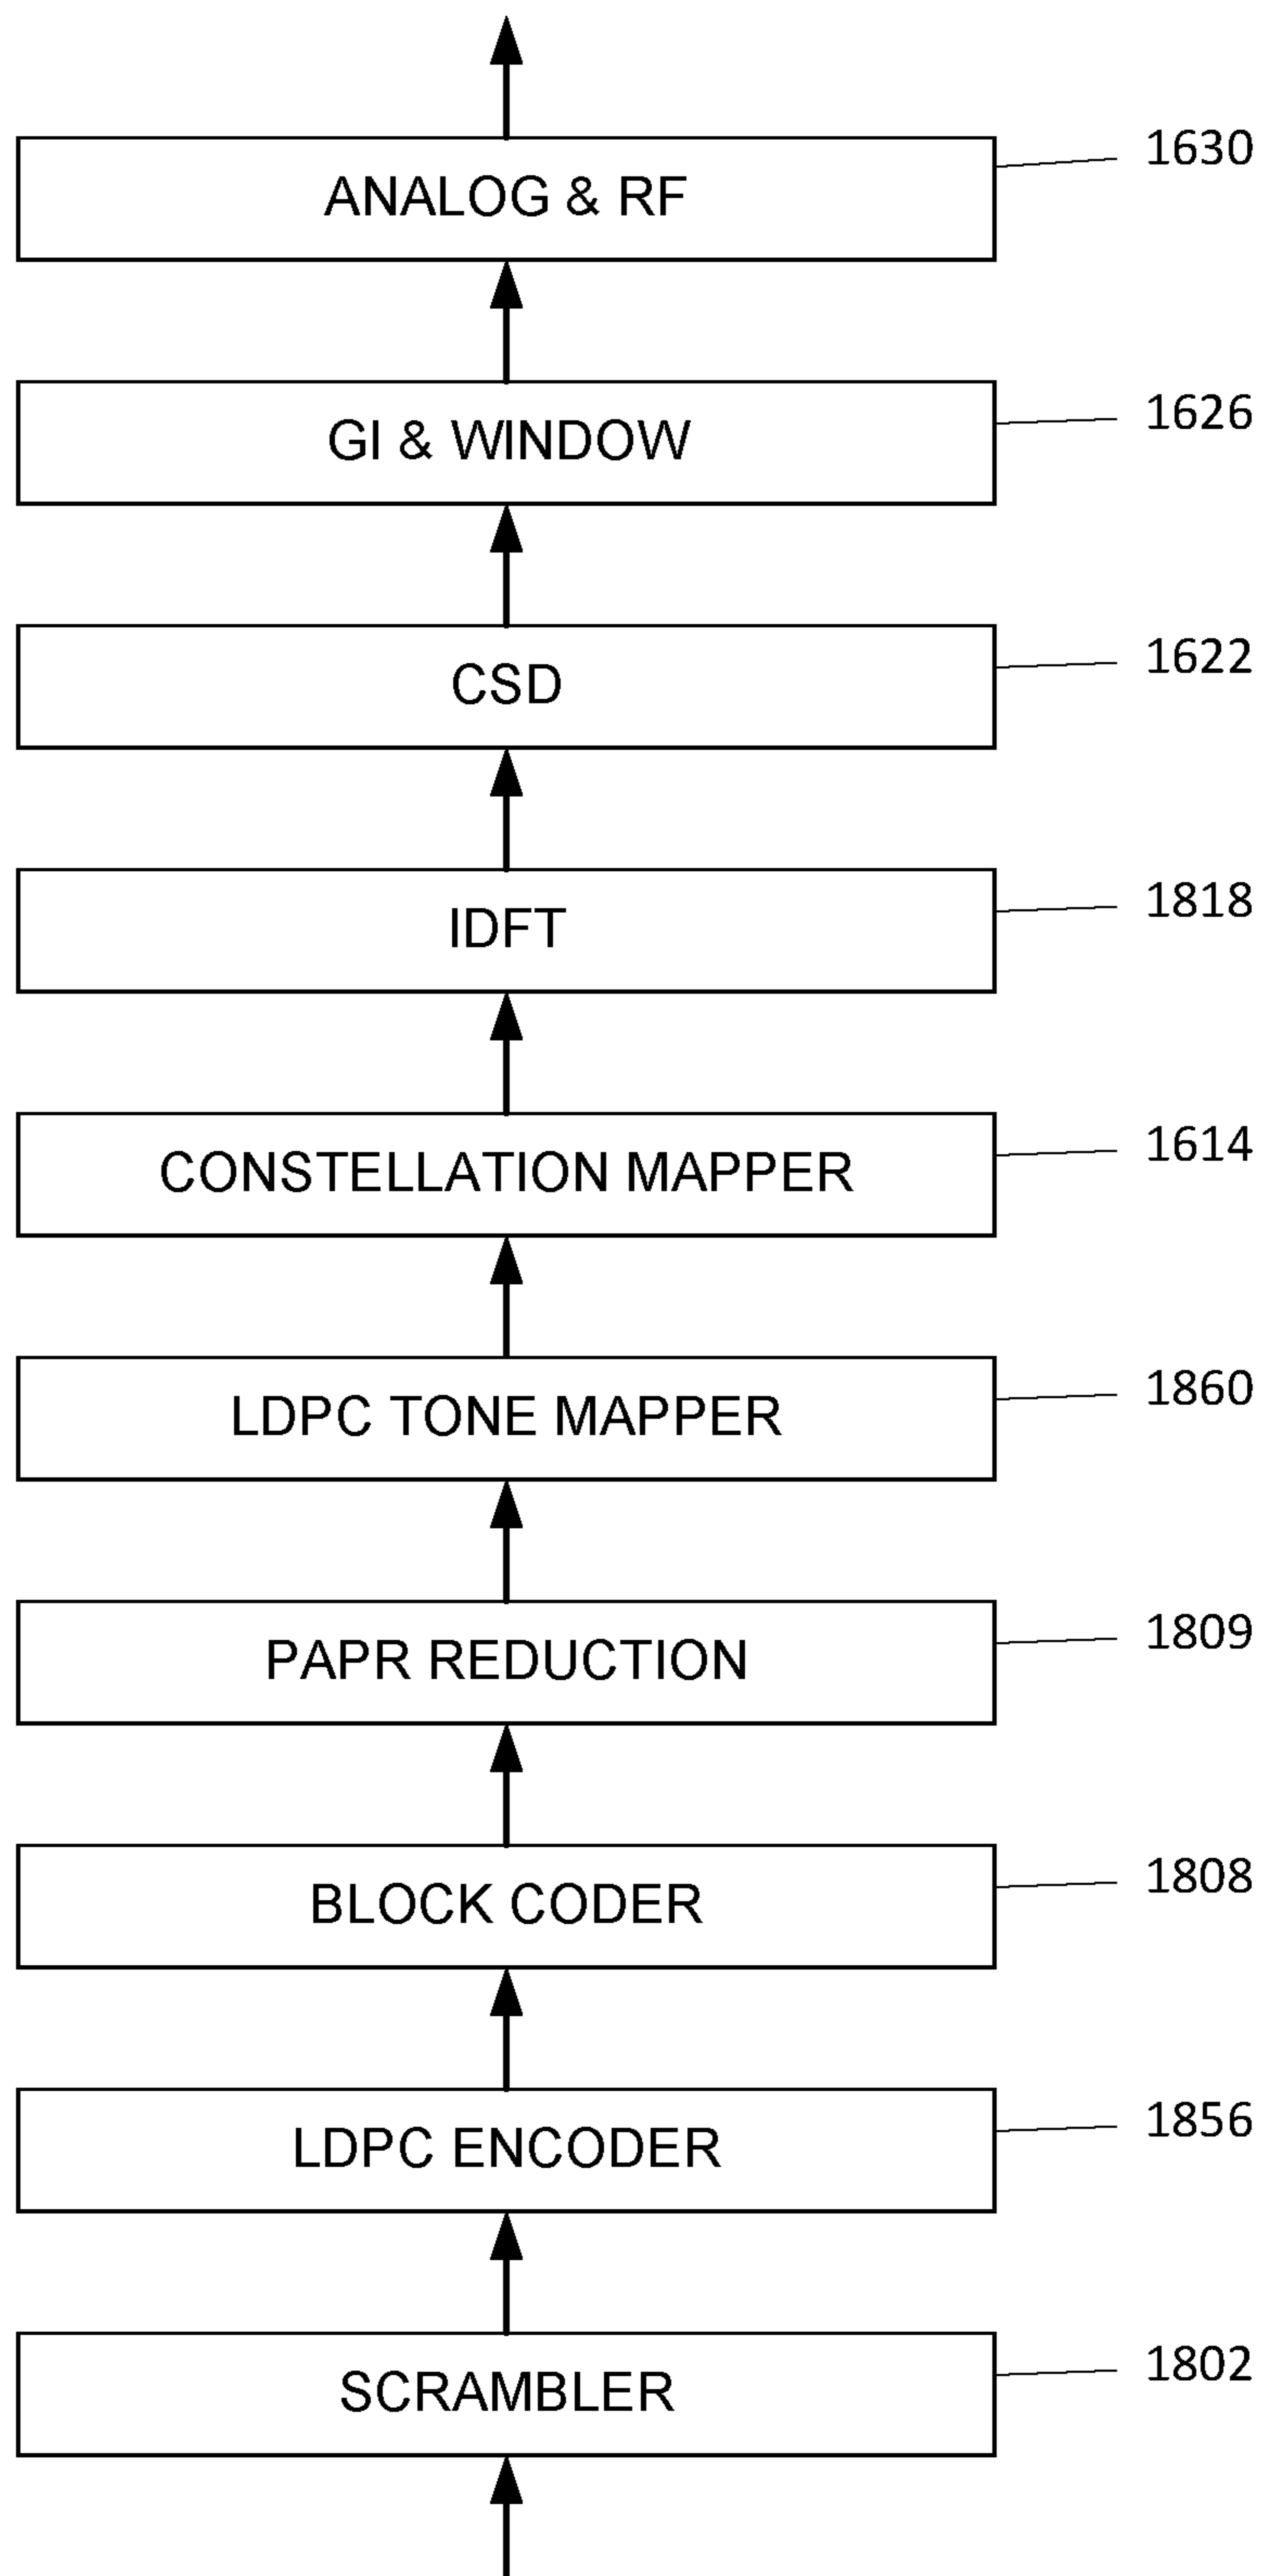 1630
ANALOG & RF
1626
GI & WINDOW
1622
CSD
1818
IDFT
1614
CONSTELLATION MAPPER
1860
LDPC TONE MAPPER
1809
PAPR REDUCTION
1808
BLOCK CODER
1856
LDPC ENCODER
1802
SCRAMBLER